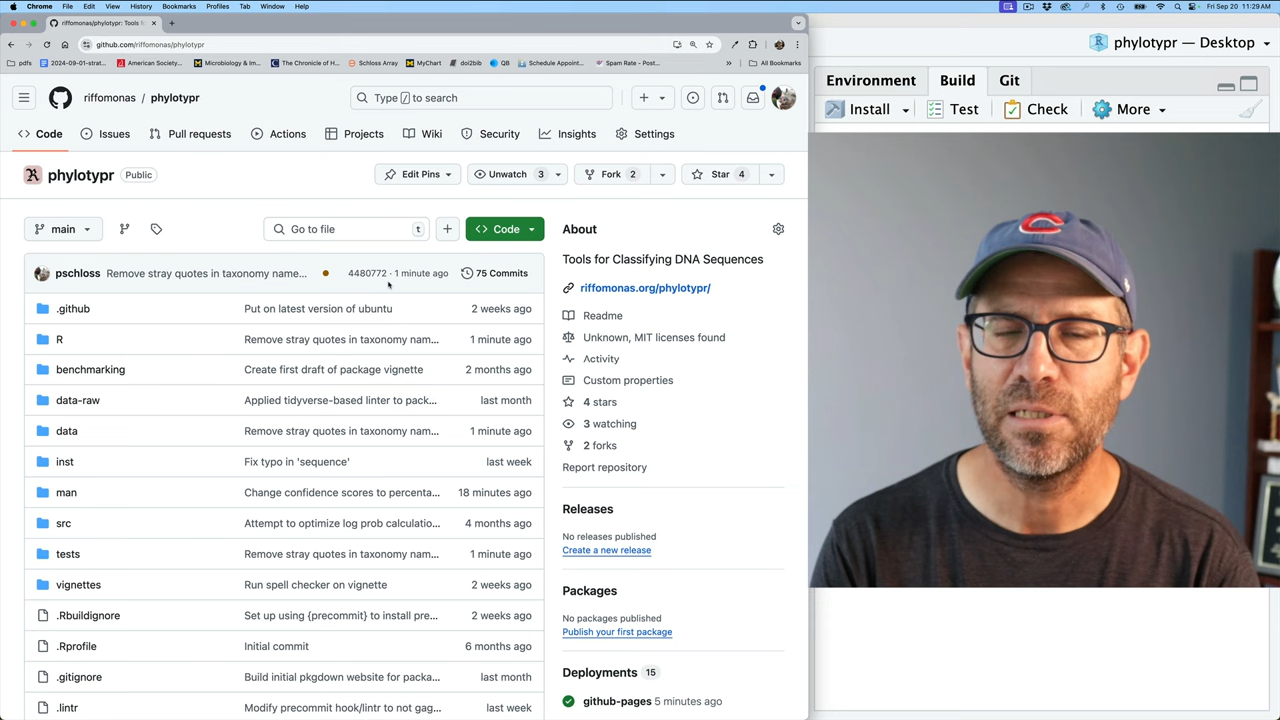 Chrome File Edit View History Bookmarks Profiles Tab Window Help Fri Sep 20 11:29 AM
riffomonas/phylotypr: Tools f
github.com/riffomonas/phylotypr
pdfs 2024-09-01-strat... American Society... Microbiology & Im... The Chronicle of H... Schloss Array MyChart doi2bib QB Schedule Appoint... Spam Rate – Post... All Bookmarks
riffomonas / phylotypr Type / to search
Code Issues Pull requests Actions Projects Wiki Security Insights Settings
phylotypr Public Edit Pins Unwatch 3 Fork 2 Star 4
main Go to file t Code
pschloss Remove stray quotes in taxonomy name... 4480772 · 1 minute ago 75 Commits
.github Put on latest version of ubuntu 2 weeks ago
R Remove stray quotes in taxonomy nam... 1 minute ago
benchmarking Create first draft of package vignette 2 months ago
data-raw Applied tidyverse-based linter to pack... last month
data Remove stray quotes in taxonomy nam... 1 minute ago
inst Fix typo in 'sequence' last week
man Change confidence scores to percenta... 18 minutes ago
src Attempt to optimize log prob calculatio... 4 months ago
tests Remove stray quotes in taxonomy nam... 1 minute ago
vignettes Run spell checker on vignette 2 weeks ago
.Rbuildignore Set up using {precommit} to install pre... 2 weeks ago
.Rprofile Initial commit 6 months ago
.gitignore Build initial pkgdown website for packa... last month
.lintr Modify precommit hook/lintr to not gag... last month
About
Tools for Classifying DNA Sequences
riffomonas.org/phylotypr/
Readme
Unknown, MIT licenses found
Activity
Custom properties
4 stars
3 watching
2 forks
Report repository
Releases
No releases published
Create a new release
Packages
No packages published
Publish your first package
Deployments 15
github-pages 5 minutes ago
phylotypr — Desktop
Environment Build Git
Install Test Check More
C